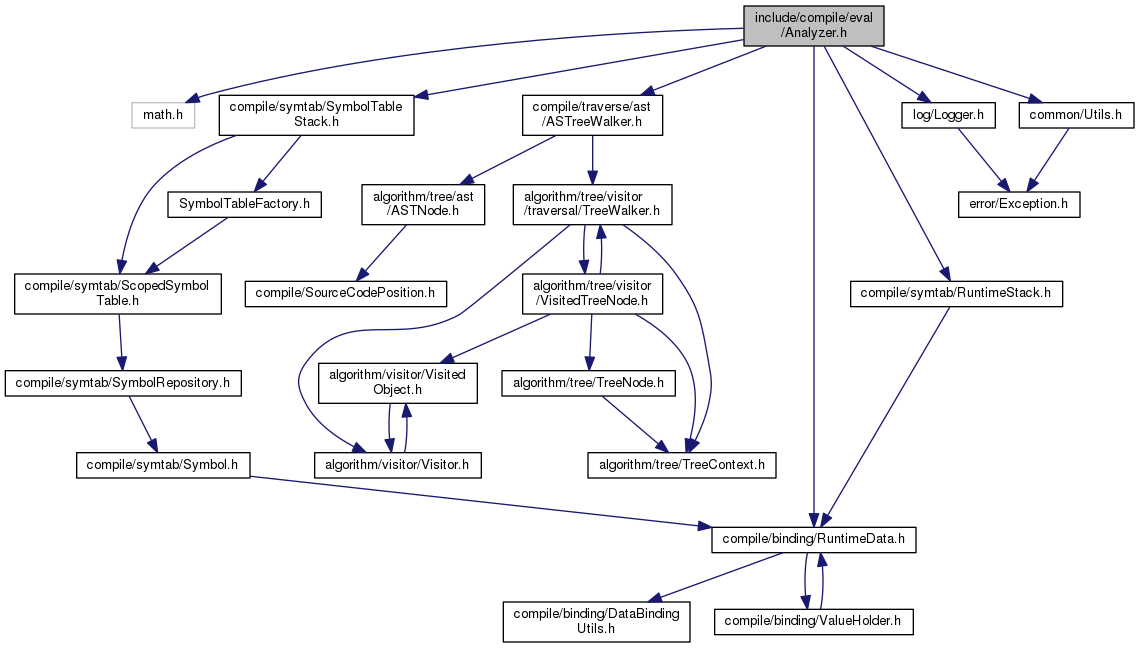 include/compile/eval
/Analyzer.h
math.h
compile/symtab/SymbolTable
Stack.h
compile/traverse/ast
/ASTreeWalker.h
log/Logger.h
common/Utils.h
SymbolTableFactory.h
algorithm/tree/ast
/ASTNode.h
algorithm/tree/visitor
/traversal/TreeWalker.h
error/Exception.h
compile/symtab/ScopedSymbol
Table.h
compile/SourceCodePosition.h
algorithm/tree/visitor
/VisitedTreeNode.h
compile/symtab/RuntimeStack.h
compile/symtab/SymbolRepository.h
algorithm/visitor/Visited
Object.h
algorithm/tree/TreeNode.h
compile/symtab/Symbol.h
algorithm/visitor/Visitor.h
algorithm/tree/TreeContext.h
compile/binding/RuntimeData.h
compile/binding/DataBinding
Utils.h
compile/binding/ValueHolder.h